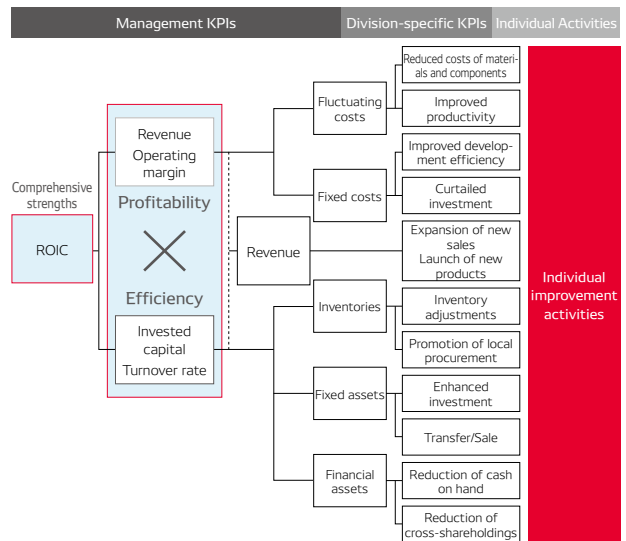 Management KPIs
Division-specific KPIs
Individual Activities
Comprehensive
strengths
ROIC
Revenue
Operating
margin
Profitability
Efficiency
Invested
capital
Turnover rate
Fluctuating
costs
Fixed costs
Revenue
Inventories
Fixed assets
Financial
assets
Reduced costs of materi-
als and components
Improved
productivity
Improved develop-
ment efficiency
Curtailed
investment
Expansion of new
sales
Launch of new
products
Inventory
adjustments
Promotion of local
procurement
Enhanced
investment
Transfer/Sale
Reduction of cash
on hand
Reduction of
cross-shareholdings
Individual
improvement
activities